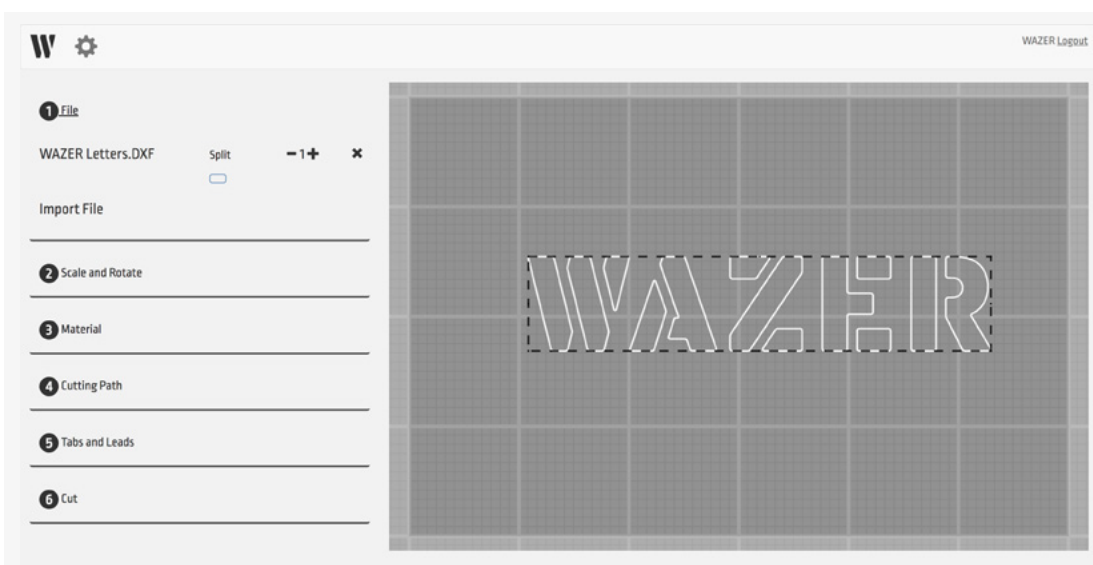 W
WAZER Logout
1 File
WAZER Letters.DXF Split − 1 + ×
Import File
2 Scale and Rotate
3 Material
4 Cutting Path
5 Tabs and Leads
6 Cut
WAZER